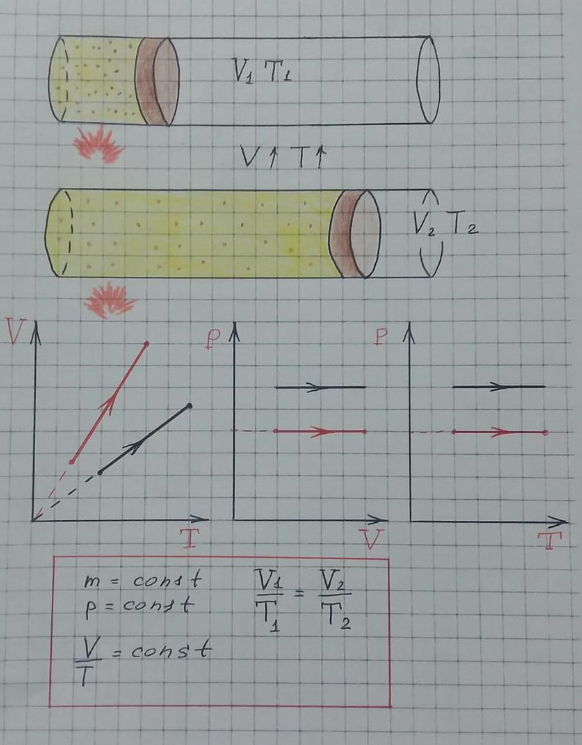 V₁ T₁
V↑ T↑
V₂ T₂
V
T
P
V
P
T
m = const
p = const
V/T = const
V₁/T₁ = V₂/T₂